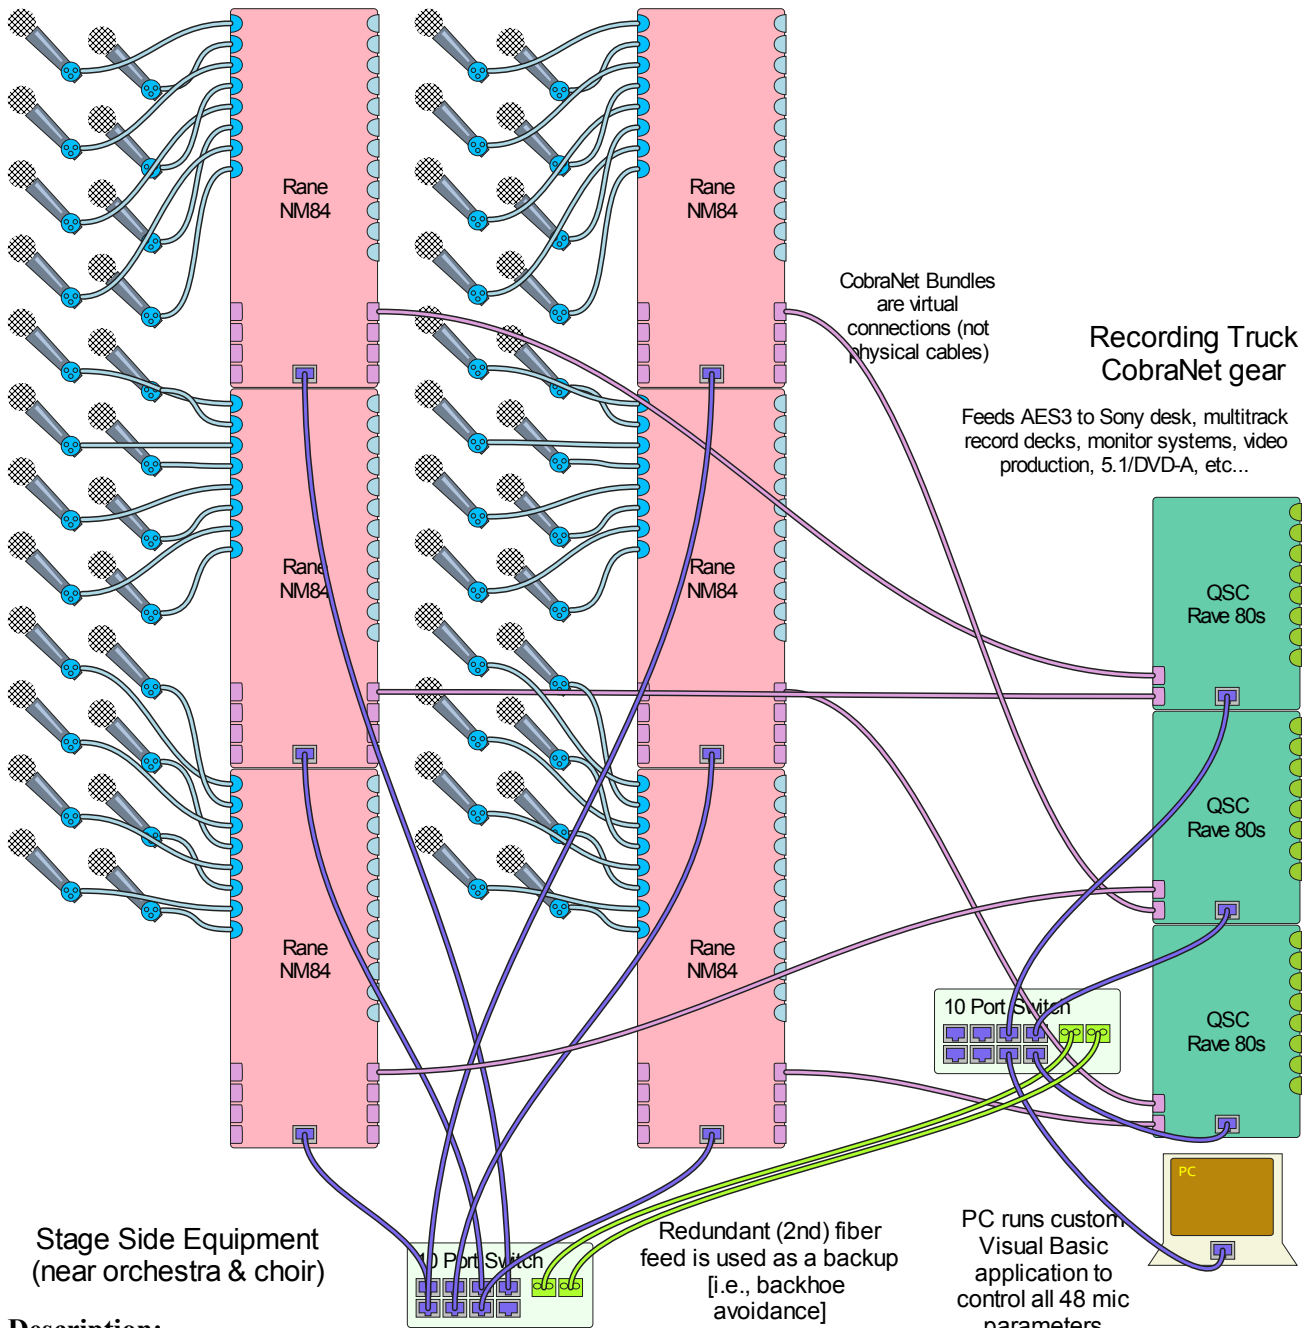 Rane
NM84
Rane
NM84
CobraNet Bundles
are virtual
connections (not
physical cables)
Recording Truck
CobraNet gear
Feeds AES3 to Sony desk, multitrack
record decks, monitor systems, video
production, 5.1/DVD-A, etc...
Rane
NM84
Rane
NM84
QSC
Rave 80s
QSC
Rave 80s
Rane
NM84
Rane
NM84
10 Port Switch
QSC
Rave 80s
PC
Stage Side Equipment
(near orchestra & choir)
10 Port Switch
Redundant (2nd) fiber
feed is used as a backup
[i.e., backhoe
avoidance]
PC runs custom
Visual Basic
application to
control all 48 mic
parameters
Description: